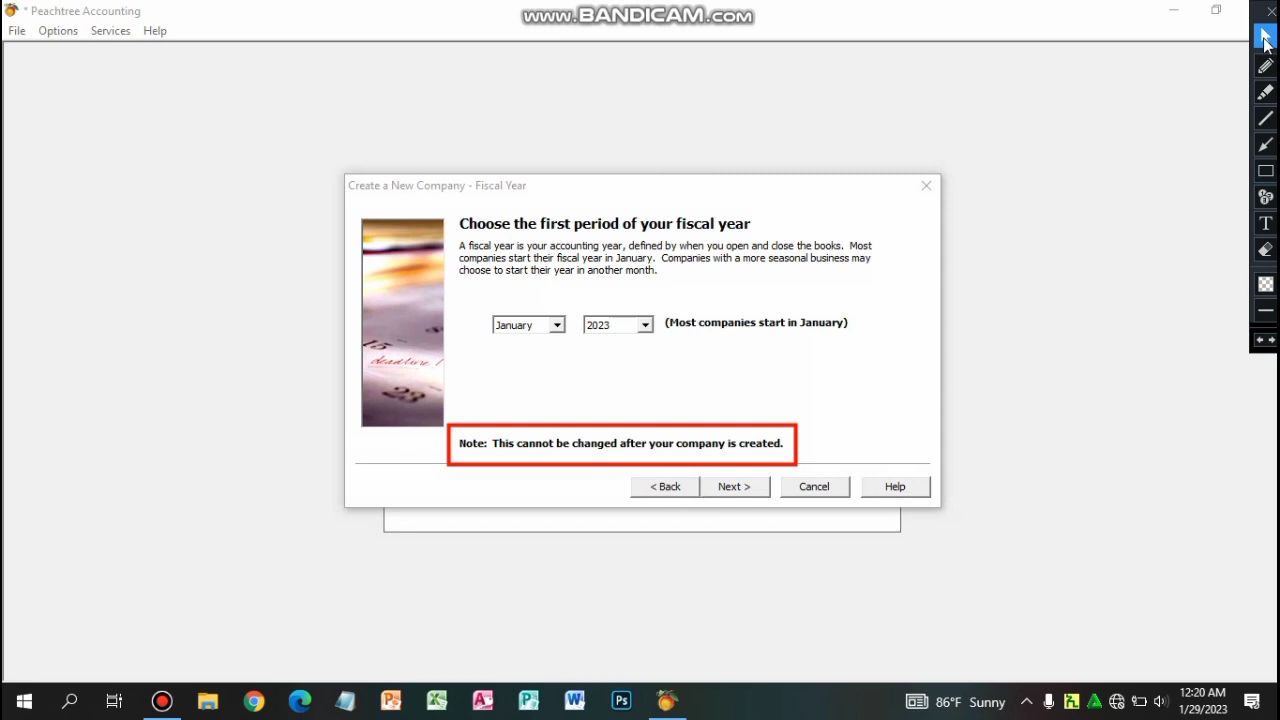 * Peachtree Accounting
www.BANDICAM.com
File Options Services Help
Create a New Company - Fiscal Year
Choose the first period of your fiscal year
A fiscal year is your accounting year, defined by when you open and close the books. Most
companies start their fiscal year in January. Companies with a more seasonal business may
choose to start their year in another month.
January 2023 (Most companies start in January)
15
deadline!
23
Note: This cannot be changed after your company is created.
< Back Next > Cancel Help
T
Ps
86°F Sunny
12:20 AM
1/29/2023